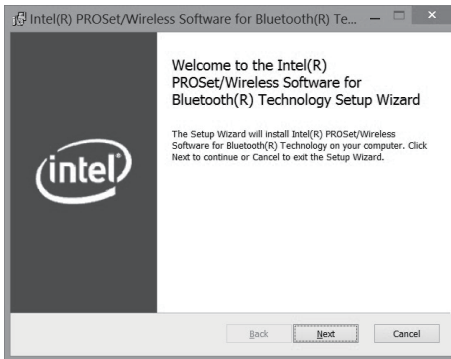 Intel(R) PROSet/Wireless Software for Bluetooth(R) Te...
Welcome to the Intel(R)
PROSet/Wireless Software for
Bluetooth(R) Technology Setup Wizard
The Setup Wizard will install Intel(R) PROSet/Wireless
Software for Bluetooth(R) Technology on your computer. Click
Next to continue or Cancel to exit the Setup Wizard.
intel
Back
Next
Cancel